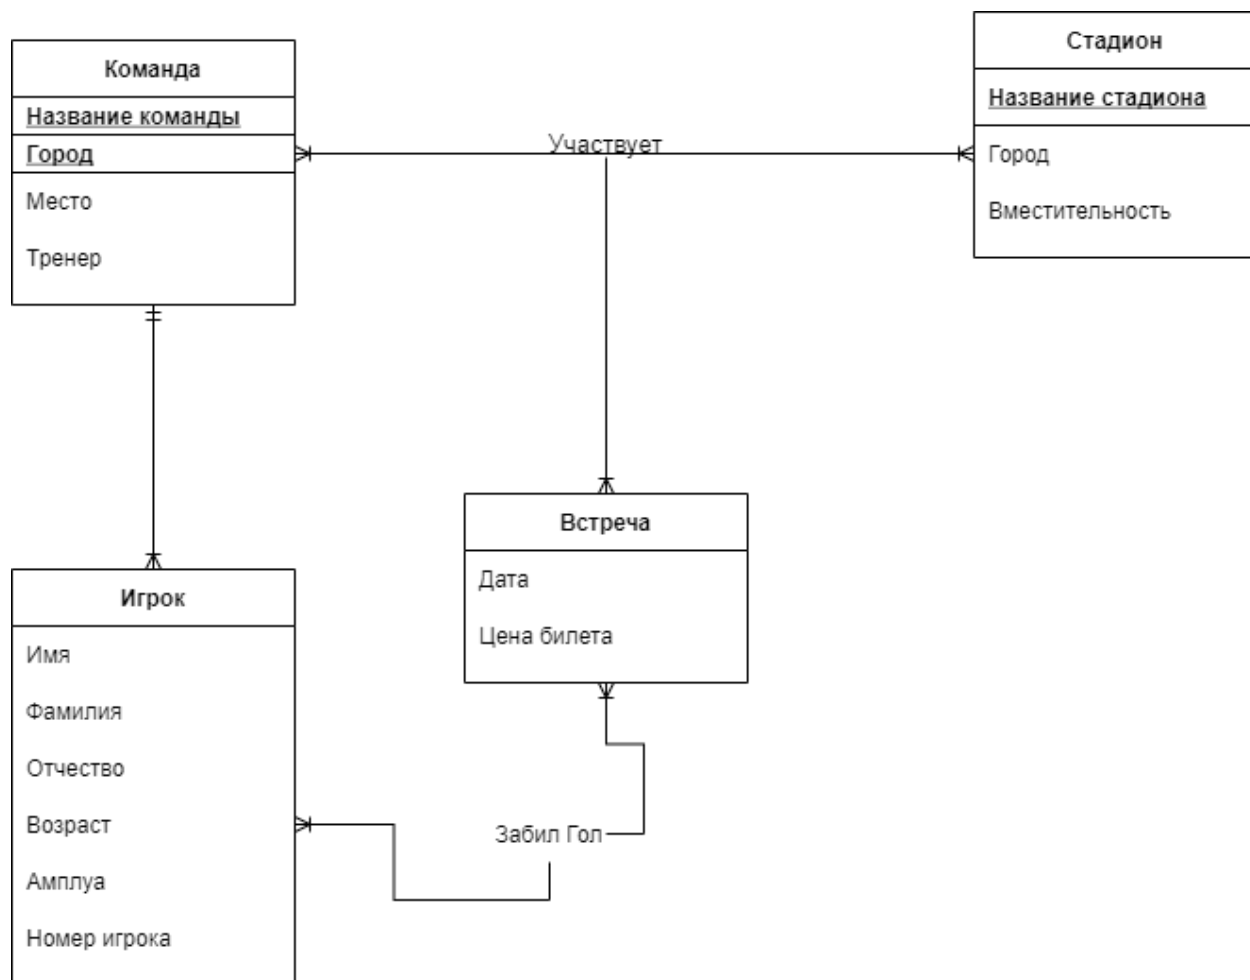 Команда
Название команды
Город
Место
Тренер
Участвует
Стадион
Название стадиона
Город
Вместительность
Встреча
Дата
Цена билета
Игрок
Имя
Фамилия
Отчество
Возраст
Амплуа
Номер игрока
Забил Гол